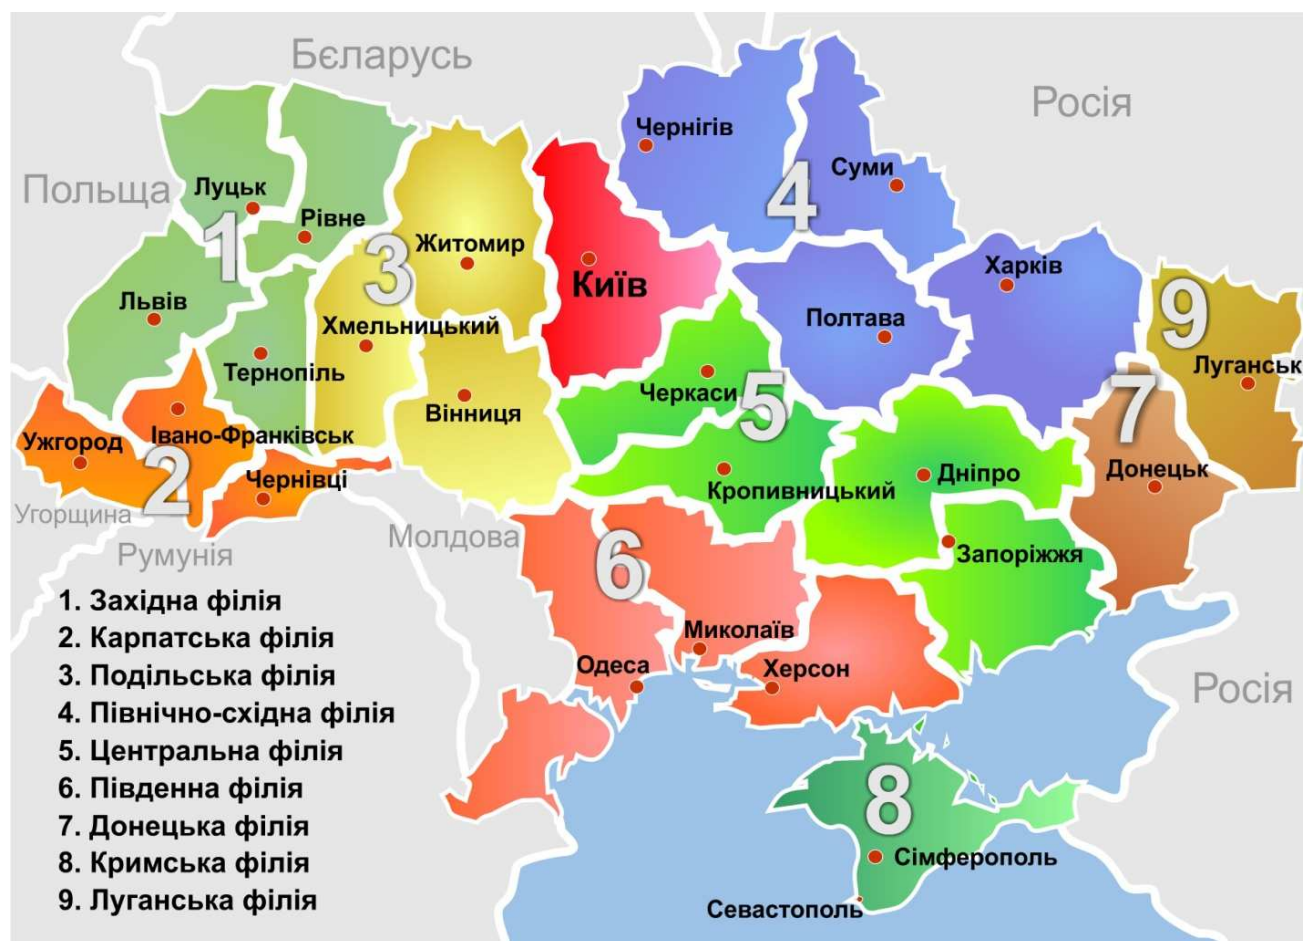 Бєларусь
Росія
Чернігів
Суми
Польща
Луцьк
4
1
Рівне
Житомир
3
Київ
Харків
Львів
Хмельницький
Полтава
9
Тернопіль
Луганськ
Черкаси
5
7
Вінниця
Ужгород
Івано-Франківськ
2
Чернівці
Кропивницький
Дніпро
Донецьк
Угорщина
Румунія
Молдова
6
Запоріжжя
Миколаїв
Одеса
Херсон
Росія
8
Сімферополь
Севастополь
1. Західна філія
2. Карпатська філія
3. Подільська філія
4. Північно-східна філія
5. Центральна філія
6. Південна філія
7. Донецька філія
8. Кримська філія
9. Луганська філія